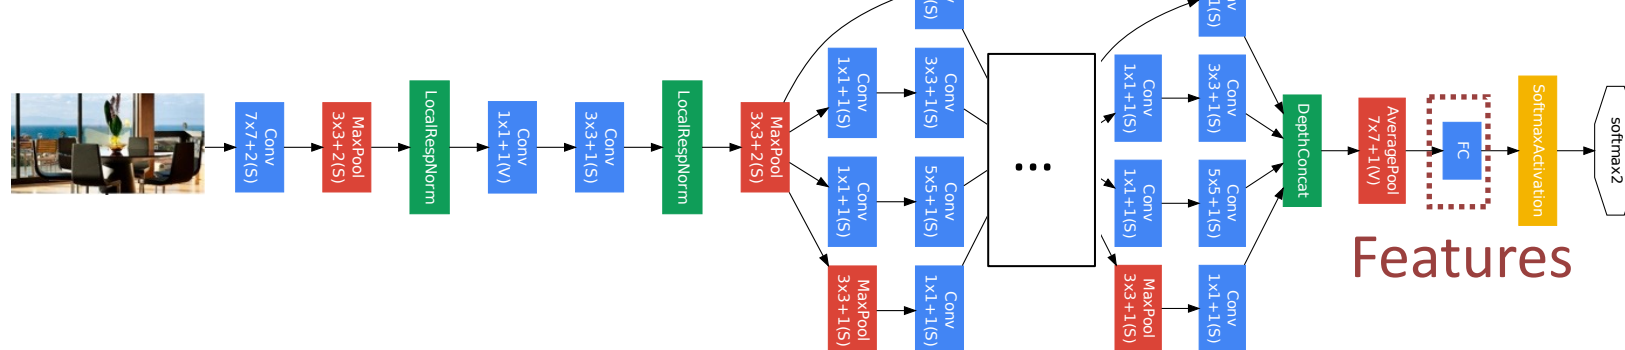 Conv
7x7+2(S)
MaxPool
3x3+2(S)
LocalRespNorm
Conv
1x1+1(V)
Conv
3x3+1(S)
LocalRespNorm
MaxPool
3x3+2(S)
(S)
Conv
1x1+1(S)
Conv
3x3+1(S)
Conv
1x1+1(S)
Conv
5x5+1(S)
MaxPool
3x3+1(S)
Conv
1x1+1(S)
...
1(S)
Conv
1x1+1(S)
Conv
3x3+1(S)
Conv
1x1+1(S)
Conv
5x5+1(S)
MaxPool
3x3+1(S)
Conv
1x1+1(S)
DepthConcat
AveragePool
7x7+1(V)
FC
Features
SoftmaxActivation
softmax2